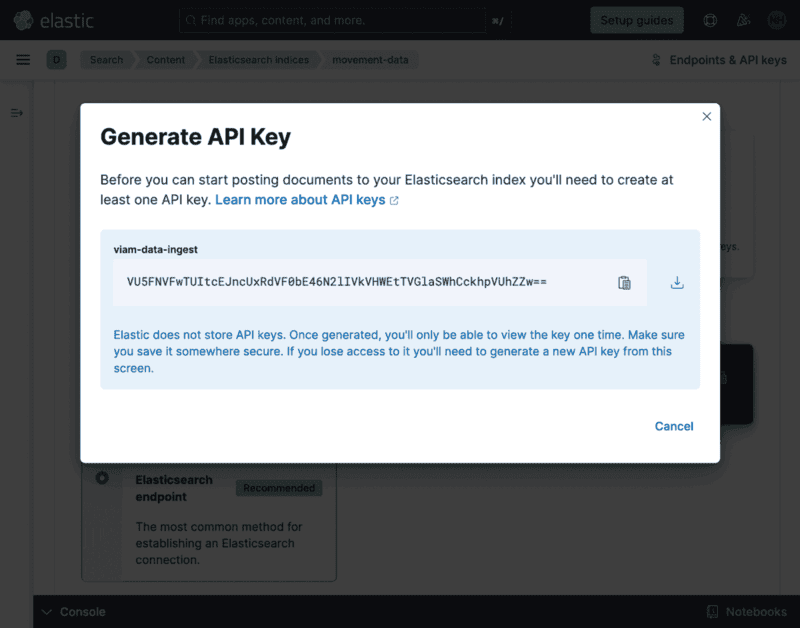 elastic
Find apps, content, and more.
⌘/
Setup guides
NH
D
Search
Content
Elasticsearch indices
movement-data
Endpoints & API keys
Generate API Key
Before you can start posting documents to your Elasticsearch index you'll need to create at
least one API key. Learn more about API keys
viam-data-ingest
VU5FNVFwTUItcEJncUxRdVF0bE46N2lIVkVHWEtTVGlaSWhCckhpVUhZZw==
Elastic does not store API keys. Once generated, you'll only be able to view the key one time. Make sure
you save it somewhere secure. If you lose access to it you'll need to generate a new API key from this
screen.
Cancel
Elasticsearch
endpoint
Recommended
The most common method for
establishing an Elasticsearch
connection.
Console
Notebooks